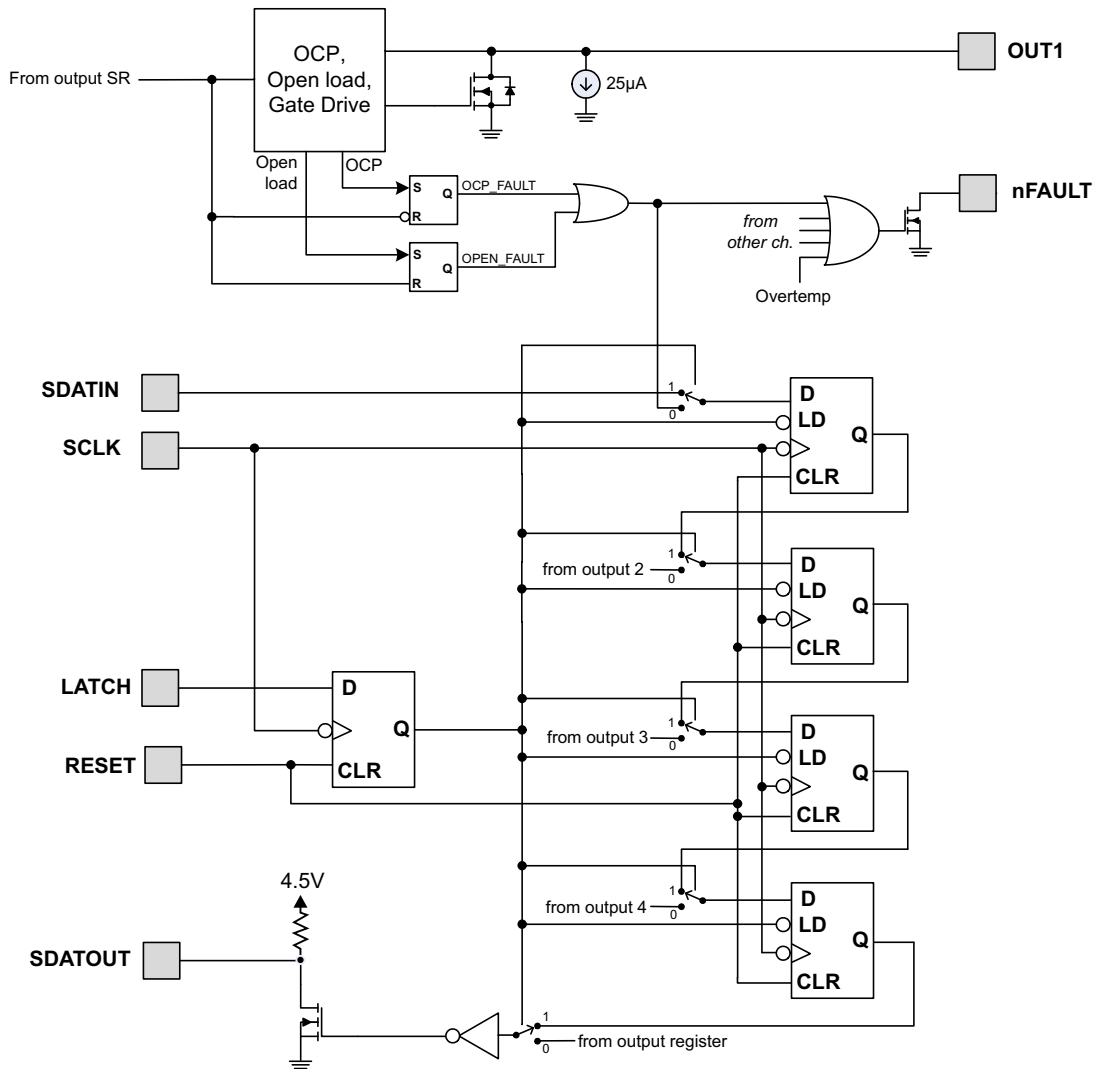 From output SR
OCP,
Open load,
Gate Drive
25µA
OUT1
Open
load
OCP
S
R
Q
OCP_FAULT
S
R
Q
OPEN_FAULT
from
other ch.
Overtemp
nFAULT
SDATIN
SCLK
1
0
D
LD
CLR
Q
from output 2
1
0
D
LD
CLR
Q
LATCH
RESET
D
CLR
Q
from output 3
1
0
D
LD
CLR
Q
from output 4
1
0
D
LD
CLR
Q
4.5V
SDATOUT
1
0
from output register